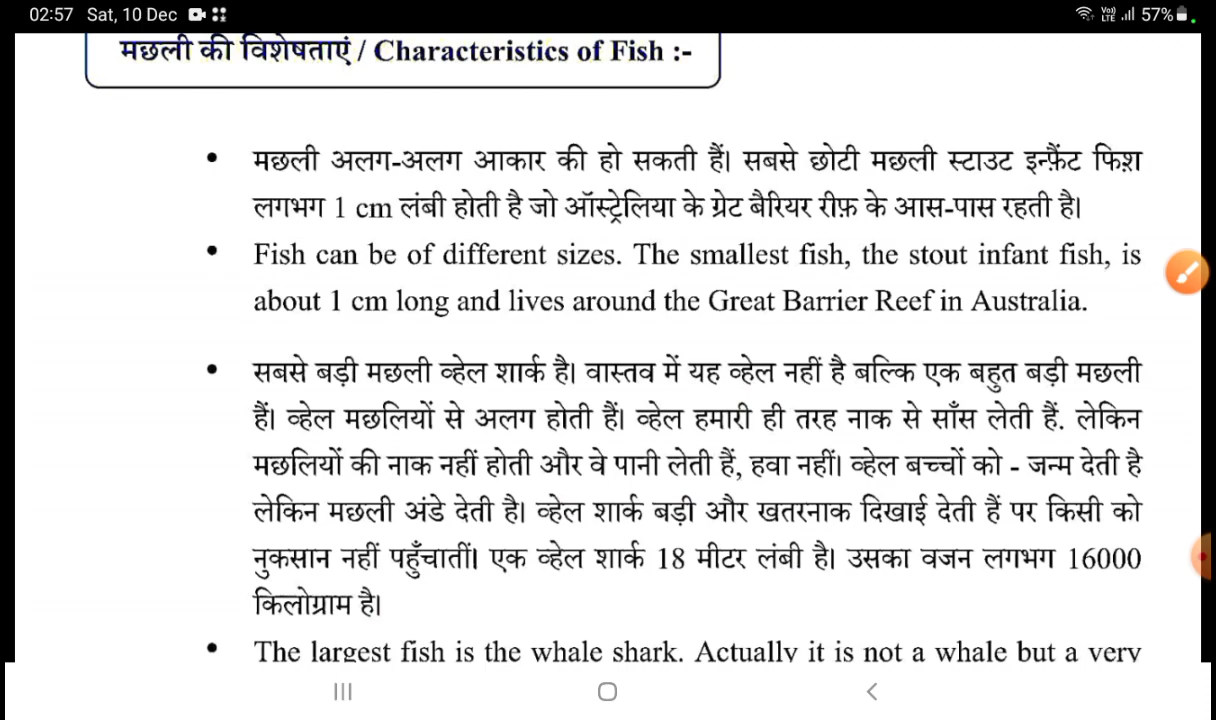 02:57 Sat, 10 Dec
57%
मछली की विशेषताएं / Characteristics of Fish :-
• मछली अलग-अलग आकार की हो सकती हैं। सबसे छोटी मछली स्टाउट इन्फ़ैंट फिश़
लगभग 1 cm लंबी होती है जो ऑस्ट्रेलिया के ग्रेट बैरियर रीफ़ के आस-पास रहती है।
• Fish can be of different sizes. The smallest fish, the stout infant fish, is
about 1 cm long and lives around the Great Barrier Reef in Australia.
• सबसे बड़ी मछली व्हेल शार्क है। वास्तव में यह व्हेल नहीं है बल्कि एक बहुत बड़ी मछली
हैं। व्हेल मछलियों से अलग होती हैं। व्हेल हमारी ही तरह नाक से साँस लेती हैं. लेकिन
मछलियों की नाक नहीं होती और वे पानी लेती हैं, हवा नहीं। व्हेल बच्चों को - जन्म देती है
लेकिन मछली अंडे देती है। व्हेल शार्क बड़ी और खतरनाक दिखाई देती हैं पर किसी को
नुकसान नहीं पहुँचातीं। एक व्हेल शार्क 18 मीटर लंबी है। उसका वजन लगभग 16000
किलोग्राम है।
• The largest fish is the whale shark. Actually it is not a whale but a very